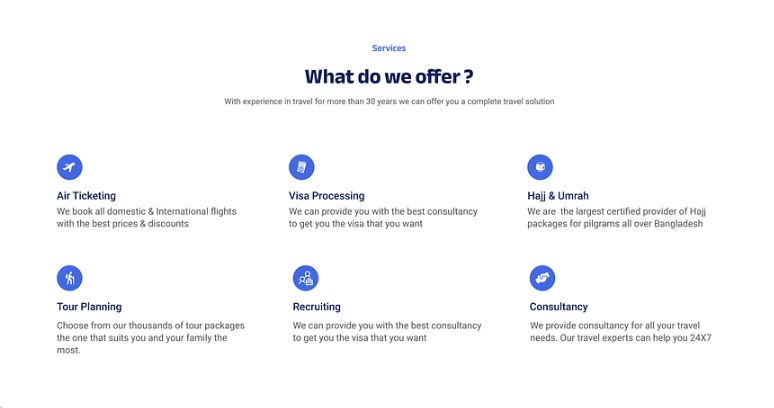 Services
What do we offer ?
With experience in travel for more than 30 years we can offer you a complete travel solution
Air Ticketing
We book all domestic & International flights
with the best prices & discounts
Visa Processing
We can provide you with the best consultancy
to get you the visa that you want
Hajj & Umrah
We are the largest certified provider of Hajj
packages for pilgrams all over Bangladesh
Tour Planning
Choose from our thousands of tour packages
the one that suits you and your family the
most.
Recruiting
We can provide you with the best consultancy
to get you the visa that you want
Consultancy
We provide consultancy for all your travel
needs. Our travel experts can help you 24X7